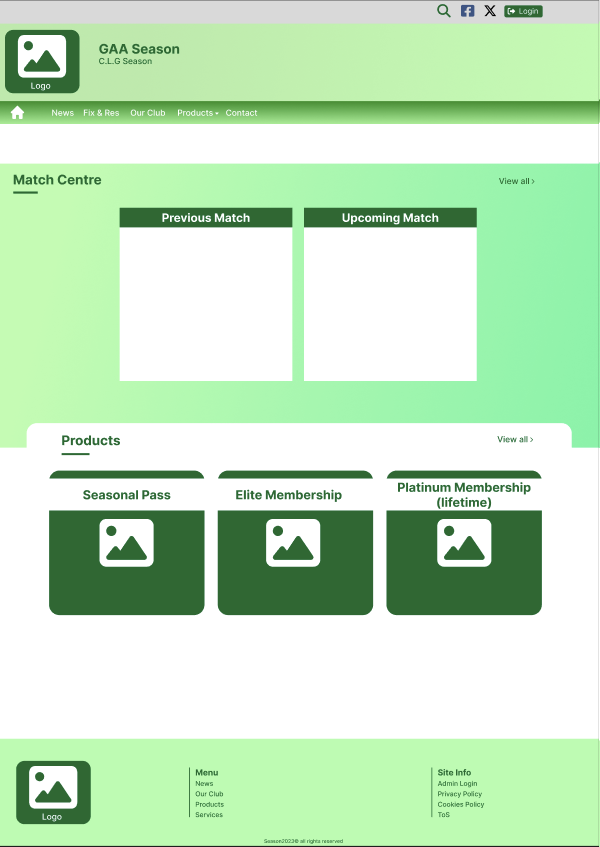 Login
GAA Season
C.L.G Season
Logo
News Fix & Res Our Club Products Contact
Match Centre
View all >
Previous Match
Upcoming Match
Products
View all >
Seasonal Pass
Elite Membership
Platinum Membership
(lifetime)
Logo
Menu
News
Our Club
Products
Services
Site Info
Admin Login
Privacy Policy
Cookies Policy
ToS
Season2023© all rights reserved